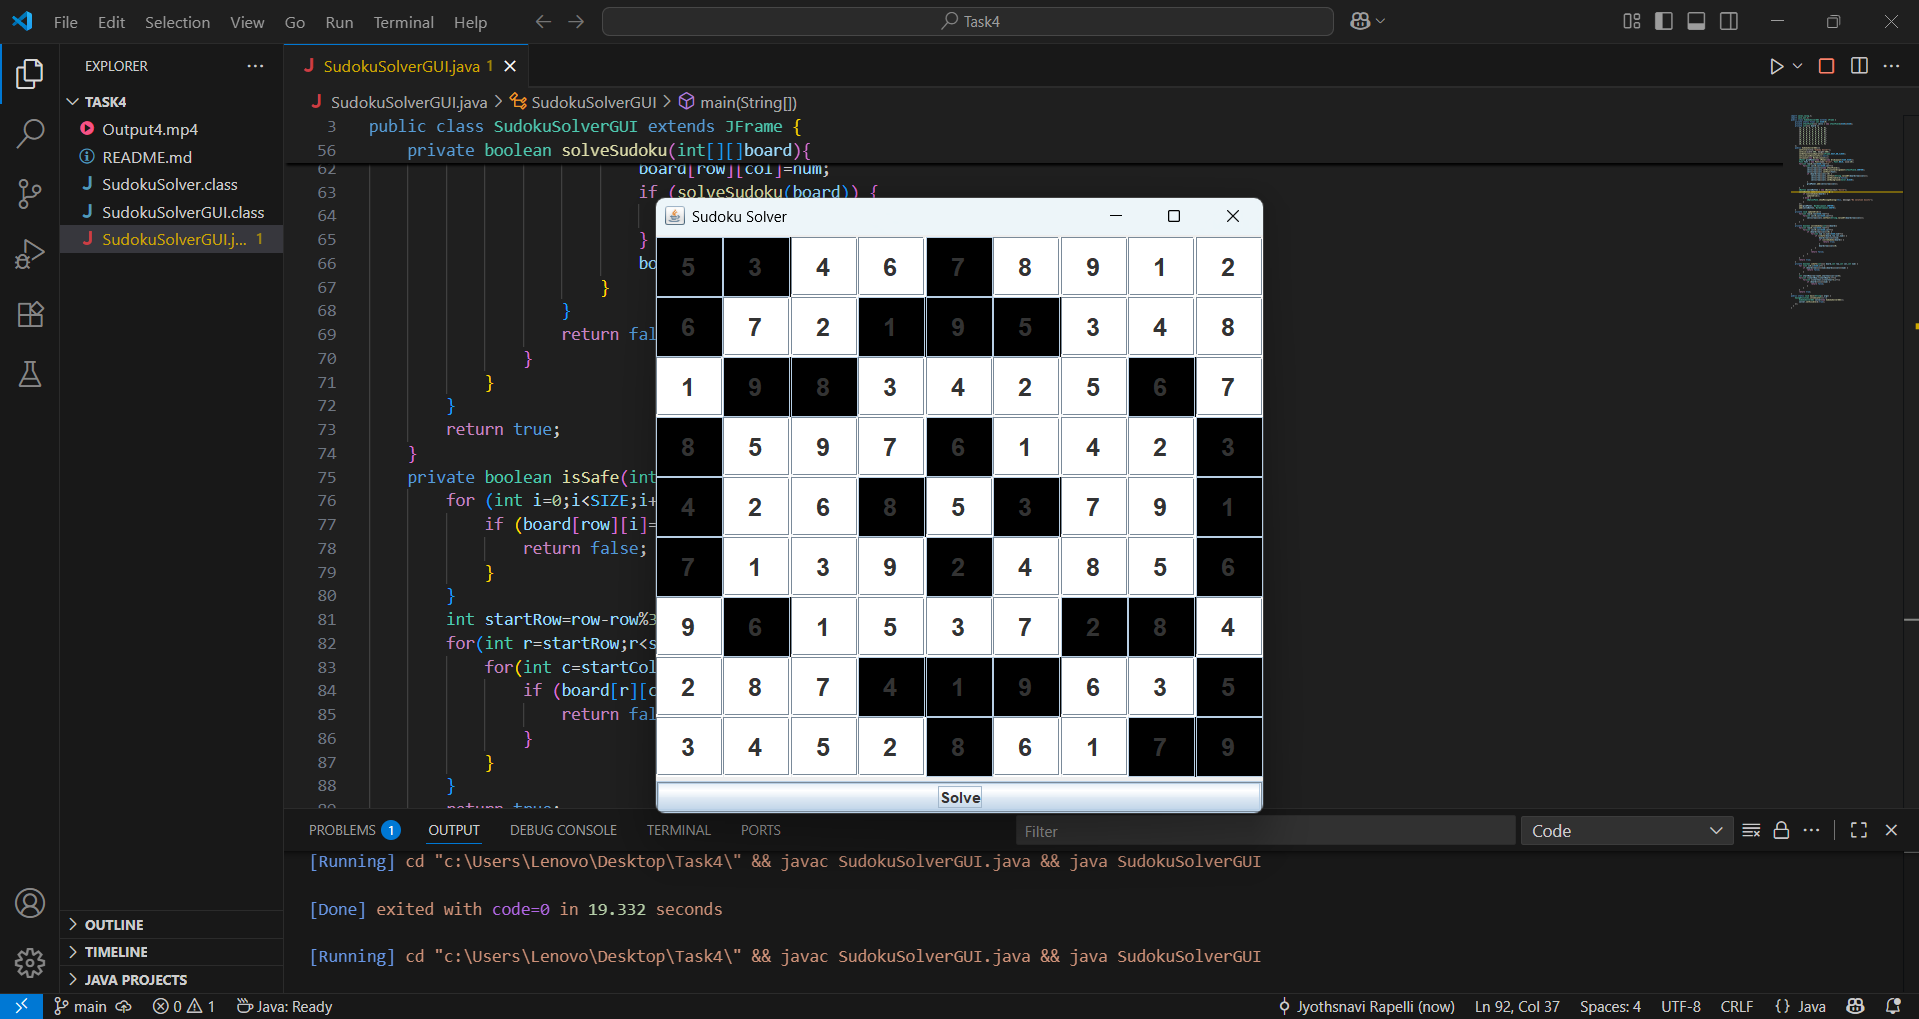 File Edit Selection View Go Run Terminal Help Task4
EXPLORER
TASK4
Output4.mp4
README.md
SudokuSolver.class
SudokuSolverGUI.class
SudokuSolverGUI.j... 1
OUTLINE
TIMELINE
JAVA PROJECTS
SudokuSolverGUI.java 1
SudokuSolverGUI.java > SudokuSolverGUI > main(String[])
3 public class SudokuSolverGUI extends JFrame {
56 private boolean solveSudoku(int[][]board){
62 board[row][col]=num;
63 if (solveSudoku(board)) {
64
65 }
66 bo
67 }
68 }
69 return fal
70 }
71 }
72 }
73 return true;
74 }
75 private boolean isSafe(int
76 for (int i=0;i<SIZE;i+
77 if (board[row][i]=
78 return false;
79 }
80 }
81 int startRow=row-row%3
82 for(int r=startRow;r<s
83 for(int c=startCol
84 if (board[r][c
85 return fal
86 }
87 }
88 }
89 return true;
Sudoku Solver
5 3 4 6 7 8 9 1 2
6 7 2 1 9 5 3 4 8
1 9 8 3 4 2 5 6 7
8 5 9 7 6 1 4 2 3
4 2 6 8 5 3 7 9 1
7 1 3 9 2 4 8 5 6
9 6 1 5 3 7 2 8 4
2 8 7 4 1 9 6 3 5
3 4 5 2 8 6 1 7 9
Solve
PROBLEMS 1 OUTPUT DEBUG CONSOLE TERMINAL PORTS Filter Code
[Running] cd "c:\Users\Lenovo\Desktop\Task4\" && javac SudokuSolverGUI.java && java SudokuSolverGUI
[Done] exited with code=0 in 19.332 seconds
[Running] cd "c:\Users\Lenovo\Desktop\Task4\" && javac SudokuSolverGUI.java && java SudokuSolverGUI
main 0 1 Java: Ready Jyothsnavi Rapelli (now) Ln 92, Col 37 Spaces: 4 UTF-8 CRLF {} Java